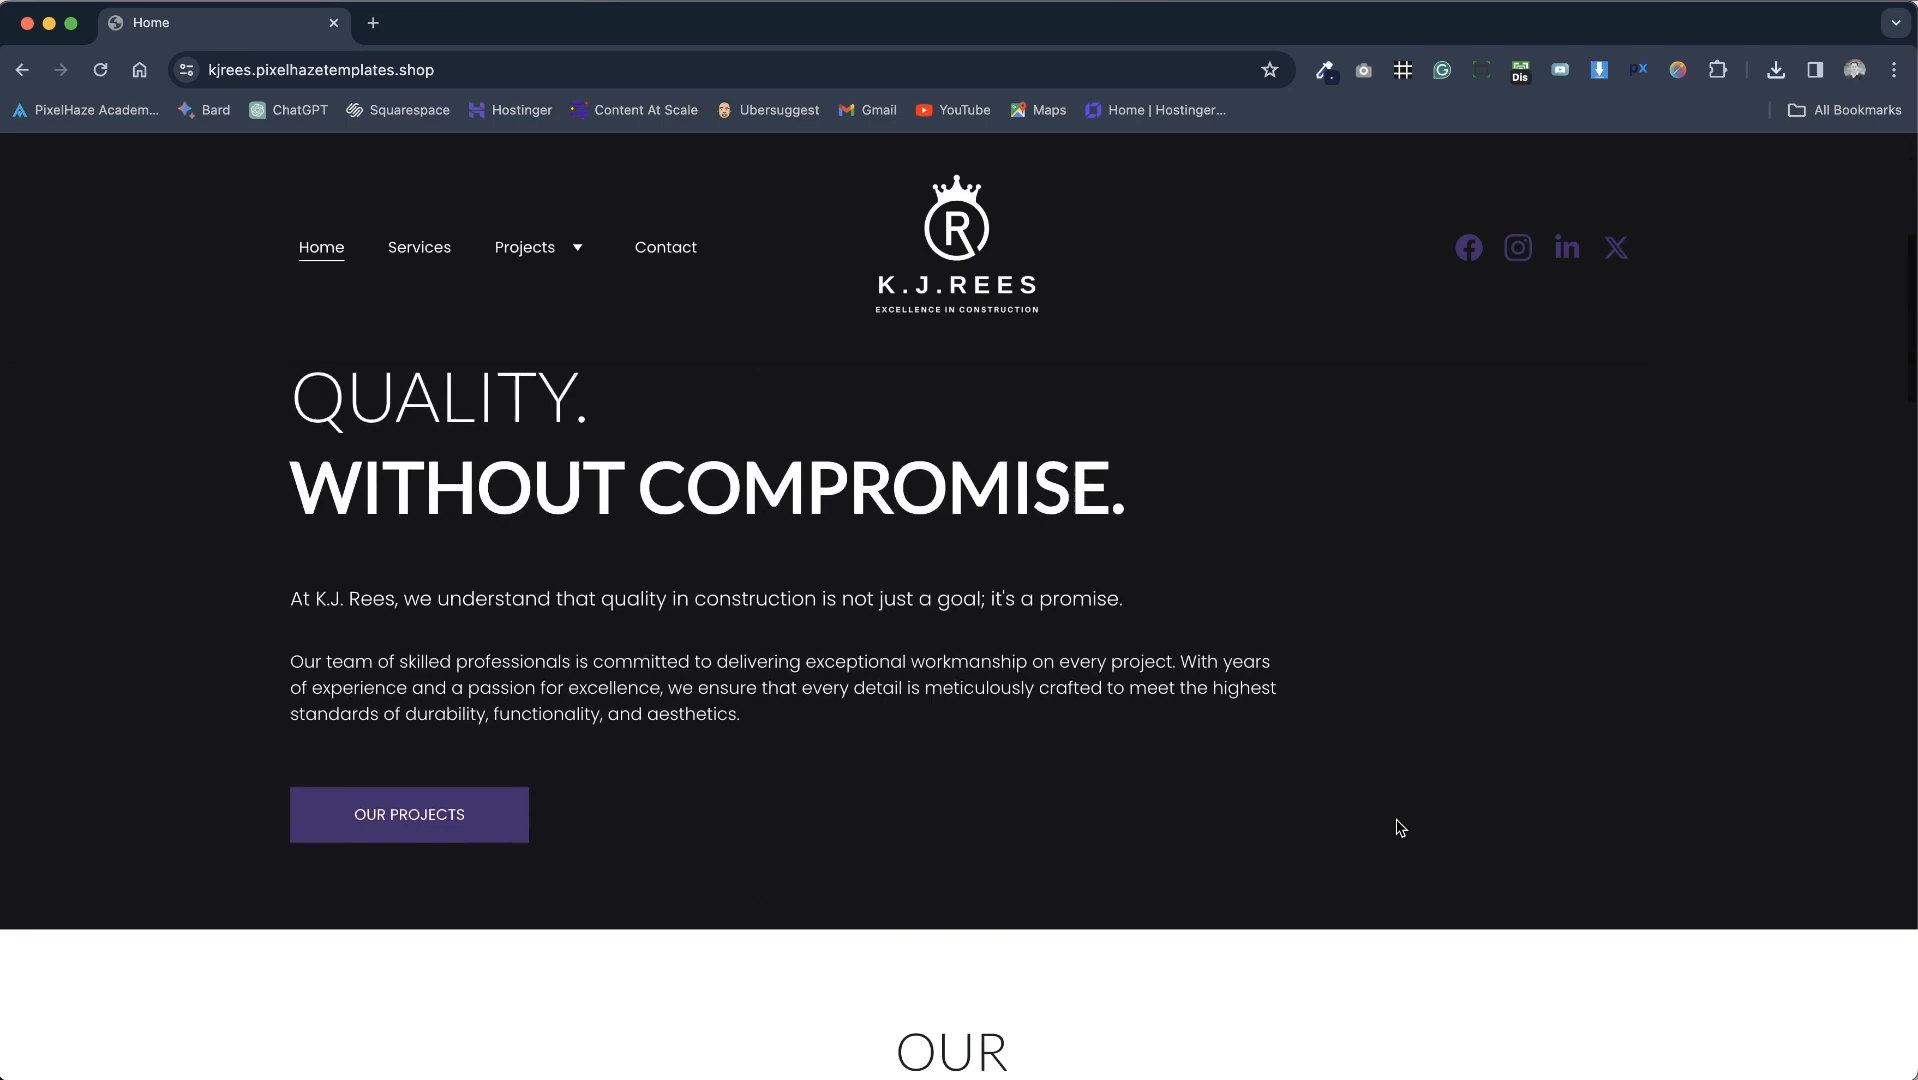 Home
kjrees.pixelhazetemplates.shop
Dis
px
PixelHaze Academ...
Bard
ChatGPT
Squarespace
Hostinger
Content At Scale
Ubersuggest
Gmail
YouTube
Maps
Home | Hostinger...
All Bookmarks
Home
Services
Projects
Contact
R
K.J.REES
EXCELLENCE IN CONSTRUCTION
in
QUALITY.
WITHOUT COMPROMISE.
At K.J. Rees, we understand that quality in construction is not just a goal; it's a promise.
Our team of skilled professionals is committed to delivering exceptional workmanship on every project. With years
of experience and a passion for excellence, we ensure that every detail is meticulously crafted to meet the highest
standards of durability, functionality, and aesthetics.
OUR PROJECTS
OUR